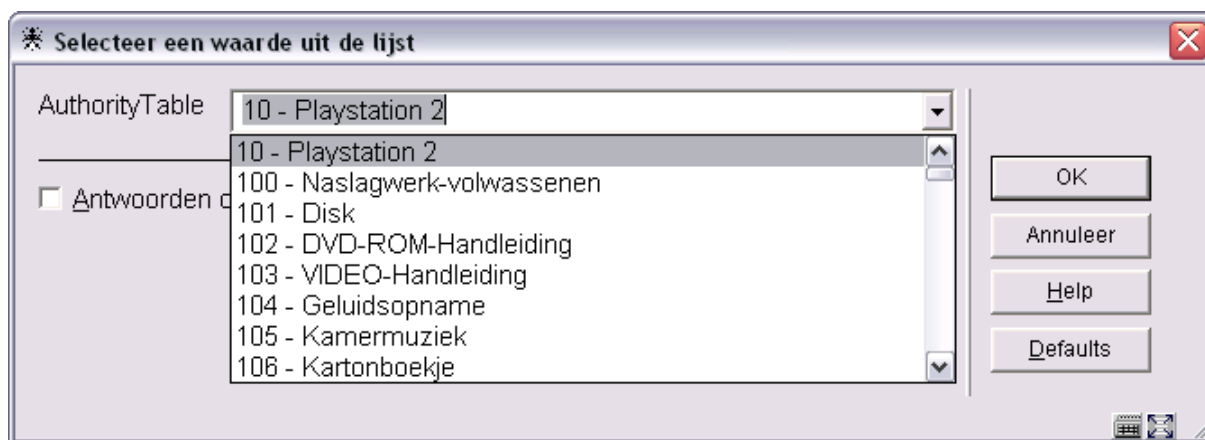 Selecteer een waarde uit de lijst
AuthorityTable
10 - Playstation 2
10 - Playstation 2
100 - Naslagwerk-volwassenen
101 - Disk
102 - DVD-ROM-Handleiding
103 - VIDEO-Handleiding
104 - Geluidsopname
105 - Kamermuziek
106 - Kartonboekje
Antwoorden
OK
Annuleer
Help
Defaults